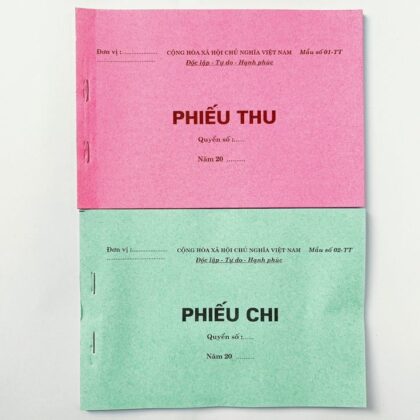 Đơn vị :.................... CỘNG HÒA XÃ HỘI CHỦ NGHĨA VIỆT NAM Mẫu số 01-TT
Độc lập - Tự do - Hạnh phúc
PHIẾU THU
Quyển số :.....
Năm 20 ........
Đơn vị :.................... CỘNG HÒA XÃ HỘI CHỦ NGHĨA VIỆT NAM Mẫu số 02-TT
Độc lập - Tự do - Hạnh phúc
PHIẾU CHI
Quyển số :.....
Năm 20 ........